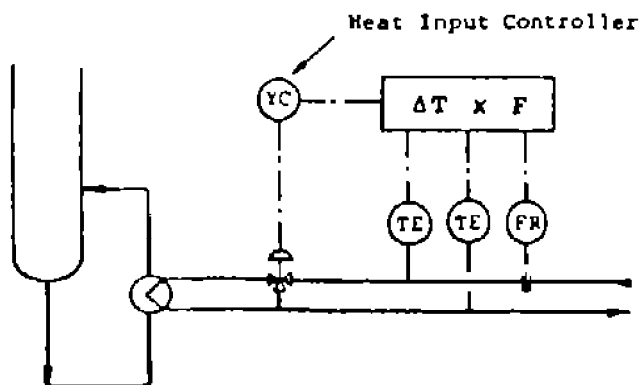 Heat Input Controller
YC
ΔT x F
TE TE FR